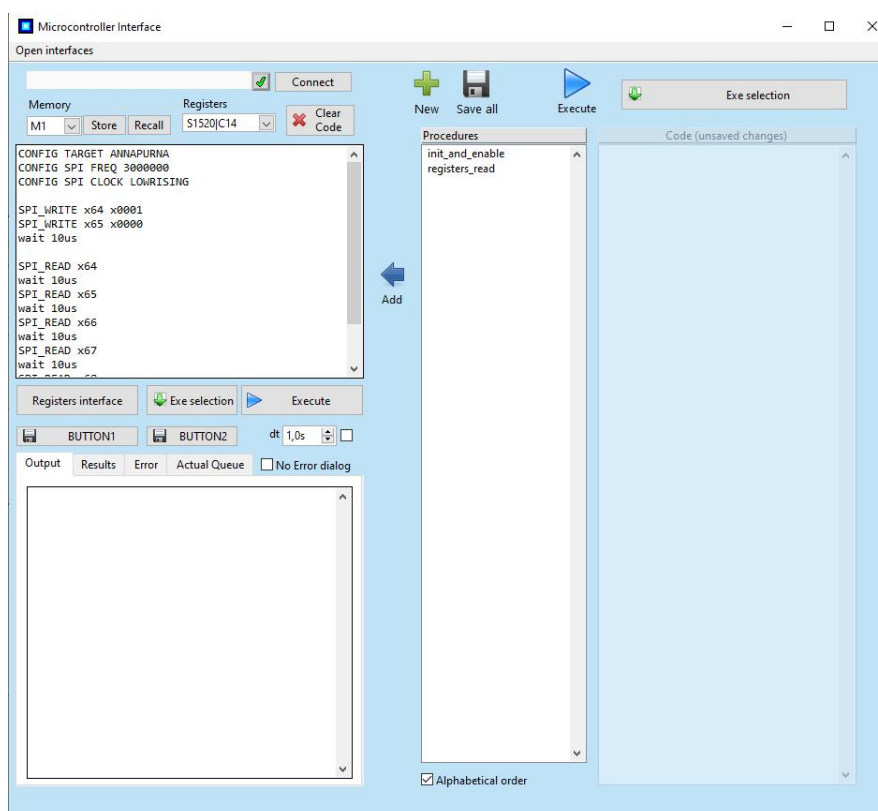 Microcontroller Interface
Open interfaces
Connect
Memory
Registers
M1
Store
Recall
S1520|C14
Clear
Code
New
Save all
Execute
Exe selection
CONFIG TARGET ANNAPURNA
CONFIG SPI FREQ 3000000
CONFIG SPI CLOCK LOWRISING
SPI_WRITE x64 x0001
SPI_WRITE x65 x0000
wait 10us
SPI_READ x64
wait 10us
SPI_READ x65
wait 10us
SPI_READ x66
wait 10us
SPI_READ x67
wait 10us
Add
Procedures
init_and_enable
registers_read
Code (unsaved changes)
Registers interface
Exe selection
Execute
BUTTON1
BUTTON2
dt 1,0s
Output
Results
Error
Actual Queue
No Error dialog
Alphabetical order